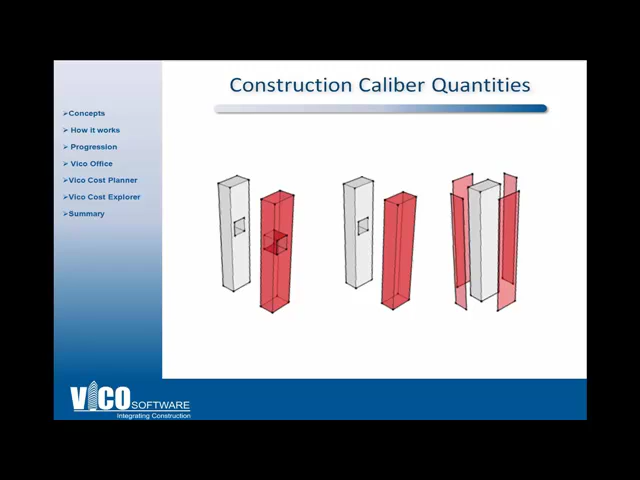 Construction Caliber Quantities
➢Concepts
➢How it works
➢Progression
➢Vico Office
➢Vico Cost Planner
➢Vico Cost Explorer
➢Summary
VICO SOFTWARE
Integrating Construction